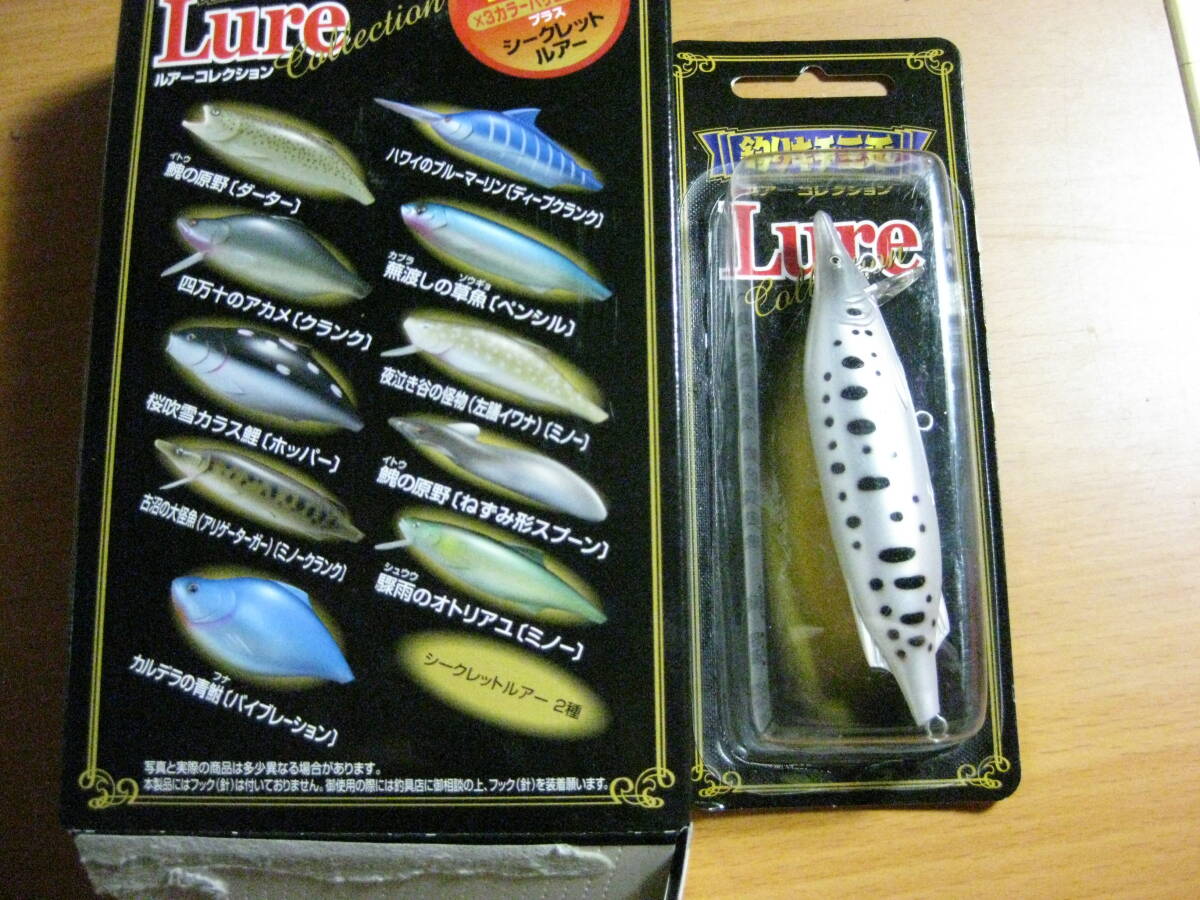 Lure
Collection
ルアーコレクション
×3カラーバ
プラス
シークレット
ルアー
イトウ
鰔の原野〔ダーター〕
ハワイのブルーマーリン〔ディープクランク〕
四万十のアカメ〔クランク〕
カブラ ソウギョ
蕪渡しの草魚〔ペンシル〕
桜吹雪カラス鯉〔ホッパー〕
夜泣き谷の怪物(左膳イワナ)〔ミノー〕
古沼の大怪魚(アリゲーターガー)〔ミノークランク〕
イトウ
鰔の原野〔ねずみ形スプーン〕
シュウウ
驟雨のオトリアユ〔ミノー〕
フナ
カルデラの青鮒〔バイブレーション〕
シークレットルアー 2種
写真と実際の商品は多少異なる場合があります。
本製品にはフック(針)は付いておりません。御使用の際には釣具店に御相談の上、フック(針)を装着願います。
釣りキチ三平
ルアー コレクション
Lure
Collection